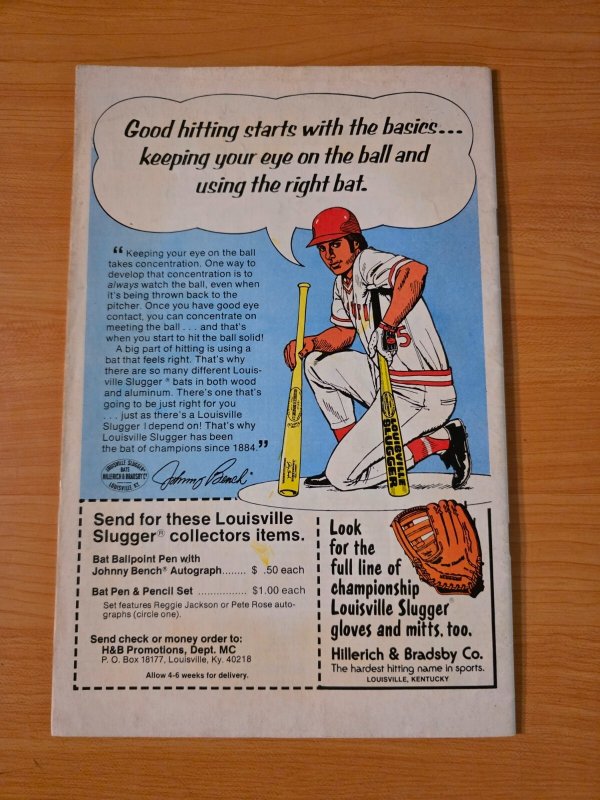 Good hitting starts with the basics...
keeping your eye on the ball and
using the right bat.
“ Keeping your eye on the ball
takes concentration. One way to
develop that concentration is to
always watch the ball, even when
it's being thrown back to the
pitcher. Once you have good eye
contact, you can concentrate on
meeting the ball . . . and that's
when you start to hit the ball solid!
A big part of hitting is using a
bat that feels right. That's why
there are so many different Louis-
ville Slugger® bats in both wood
and aluminum. There's one that's
going to be just right for you
. . . just as there's a Louisville
Slugger I depend on! That's why
Louisville Slugger has been
the bat of champions since 1884.”
LOUISVILLE SLUGGER®
BATS
HILLERICH & BRADSBY Co
LOUISVILLE, KY.
Johnny Bench®
5
LOUISVILLE
SLUGGER
Send for these Louisville
Slugger® collectors items.
Bat Ballpoint Pen with
Johnny Bench® Autograph........ $ .50 each
Bat Pen & Pencil Set ................ $1.00 each
Set features Reggie Jackson or Pete Rose auto-
graphs (circle one).
Send check or money order to:
H&B Promotions, Dept. MC
P. O. Box 18177, Louisville, Ky. 40218
Allow 4-6 weeks for delivery.
Look
for the
full line of
championship
Louisville Slugger®
gloves and mitts, too.
Hillerich & Bradsby Co.
The hardest hitting name in sports.
LOUISVILLE, KENTUCKY